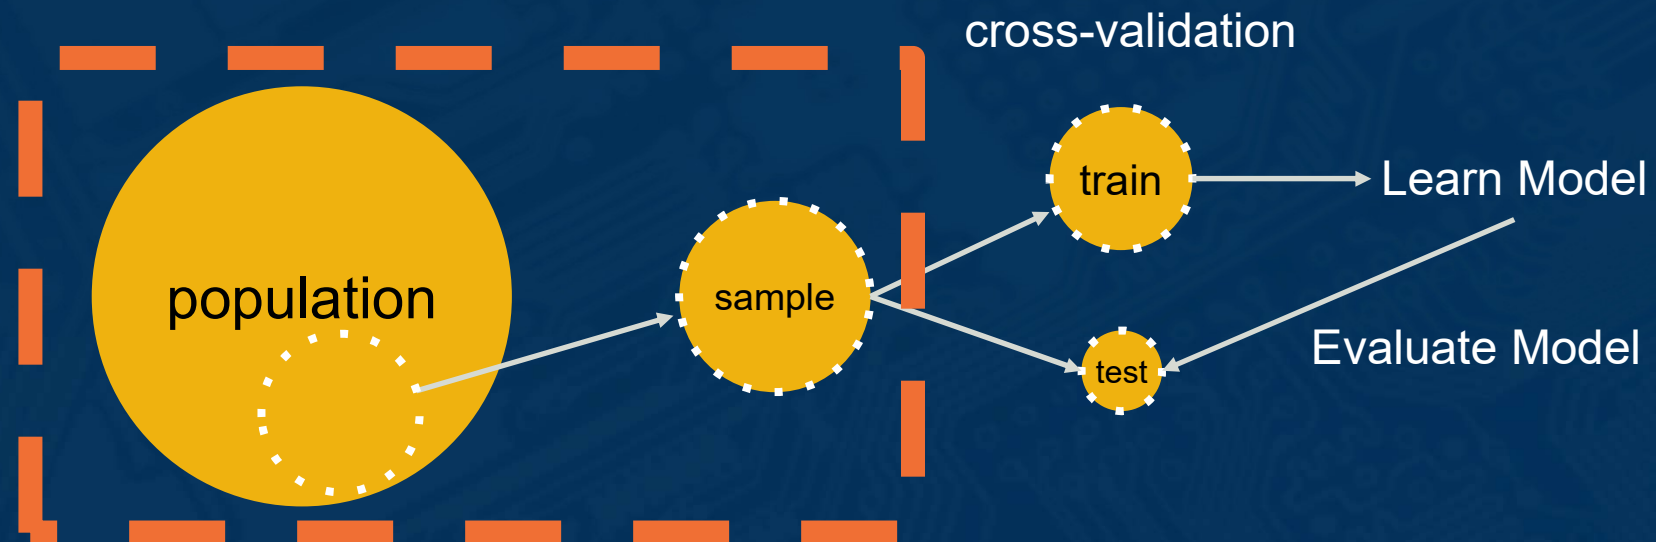 cross-validation
population
sample
train
Learn Model
test
Evaluate Model